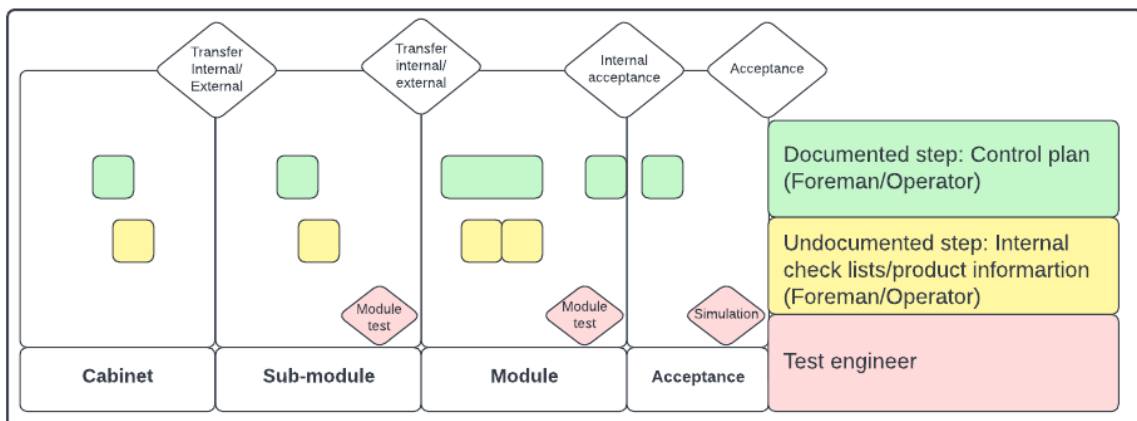 Transfer
Internal/
External
Transfer
internal/
external
Internal
acceptance
Acceptance
Documented step: Control plan
(Foreman/Operator)
Undocumented step: Internal
check lists/product informartion
(Foreman/Operator)
Module
test
Module
test
Simulation
Test engineer
Cabinet
Sub-module
Module
Acceptance